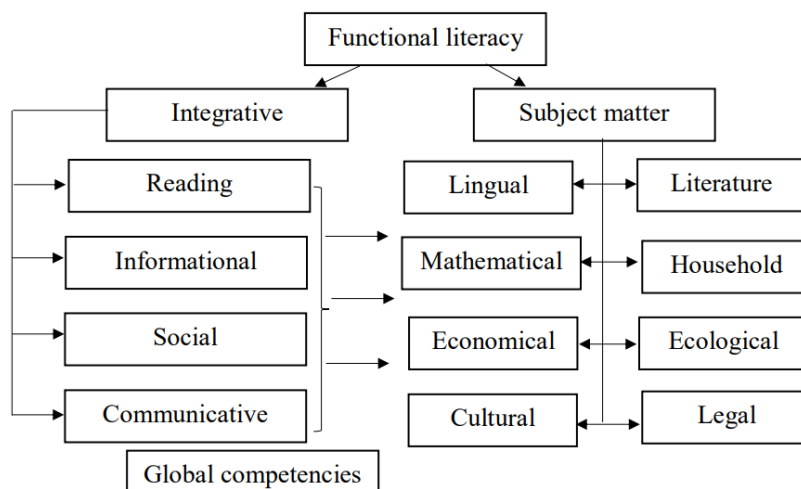 Functional literacy
Integrative
Subject matter
Reading
Lingual
Literature
Informational
Mathematical
Household
Social
Economical
Ecological
Communicative
Cultural
Legal
Global competencies